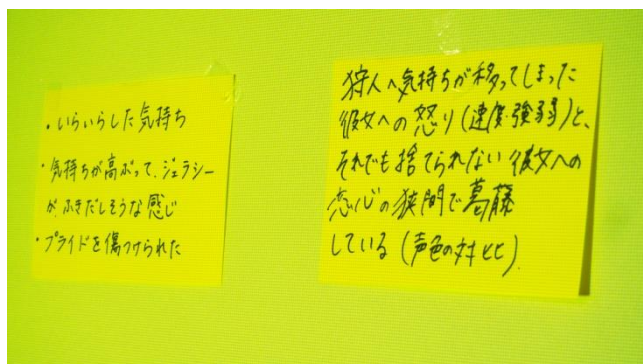 ・いらいらした気持ち
・気持ちが高ぶって、ジェラシー
がふきだしそうな感じ
・プライドを傷つけられた
狩人へ気持ちが移ってしまった
彼女への怒り(速度・強弱)と、
それでも捨てられない彼女への
恋心の狭間で葛藤
している(声色の対比)